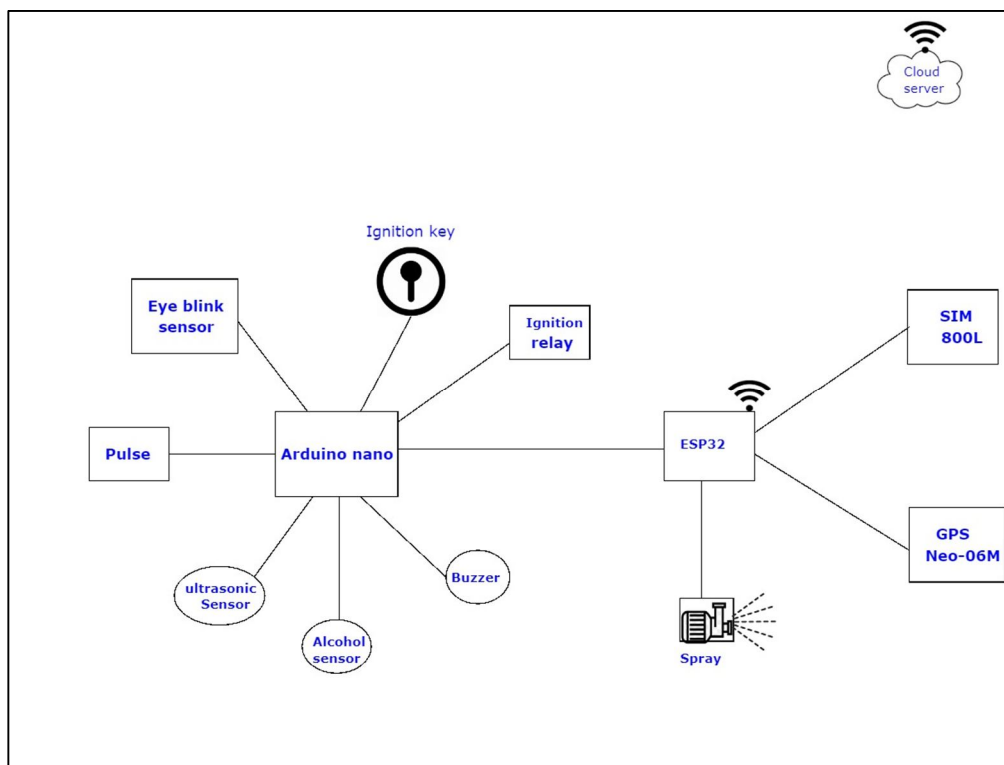 Cloud
server
Ignition key
Eye blink
sensor
Ignition
relay
SIM
800L
Pulse
Arduino nano
ESP32
GPS
Neo-06M
ultrasonic
Sensor
Buzzer
Alcohol
sensor
Spray